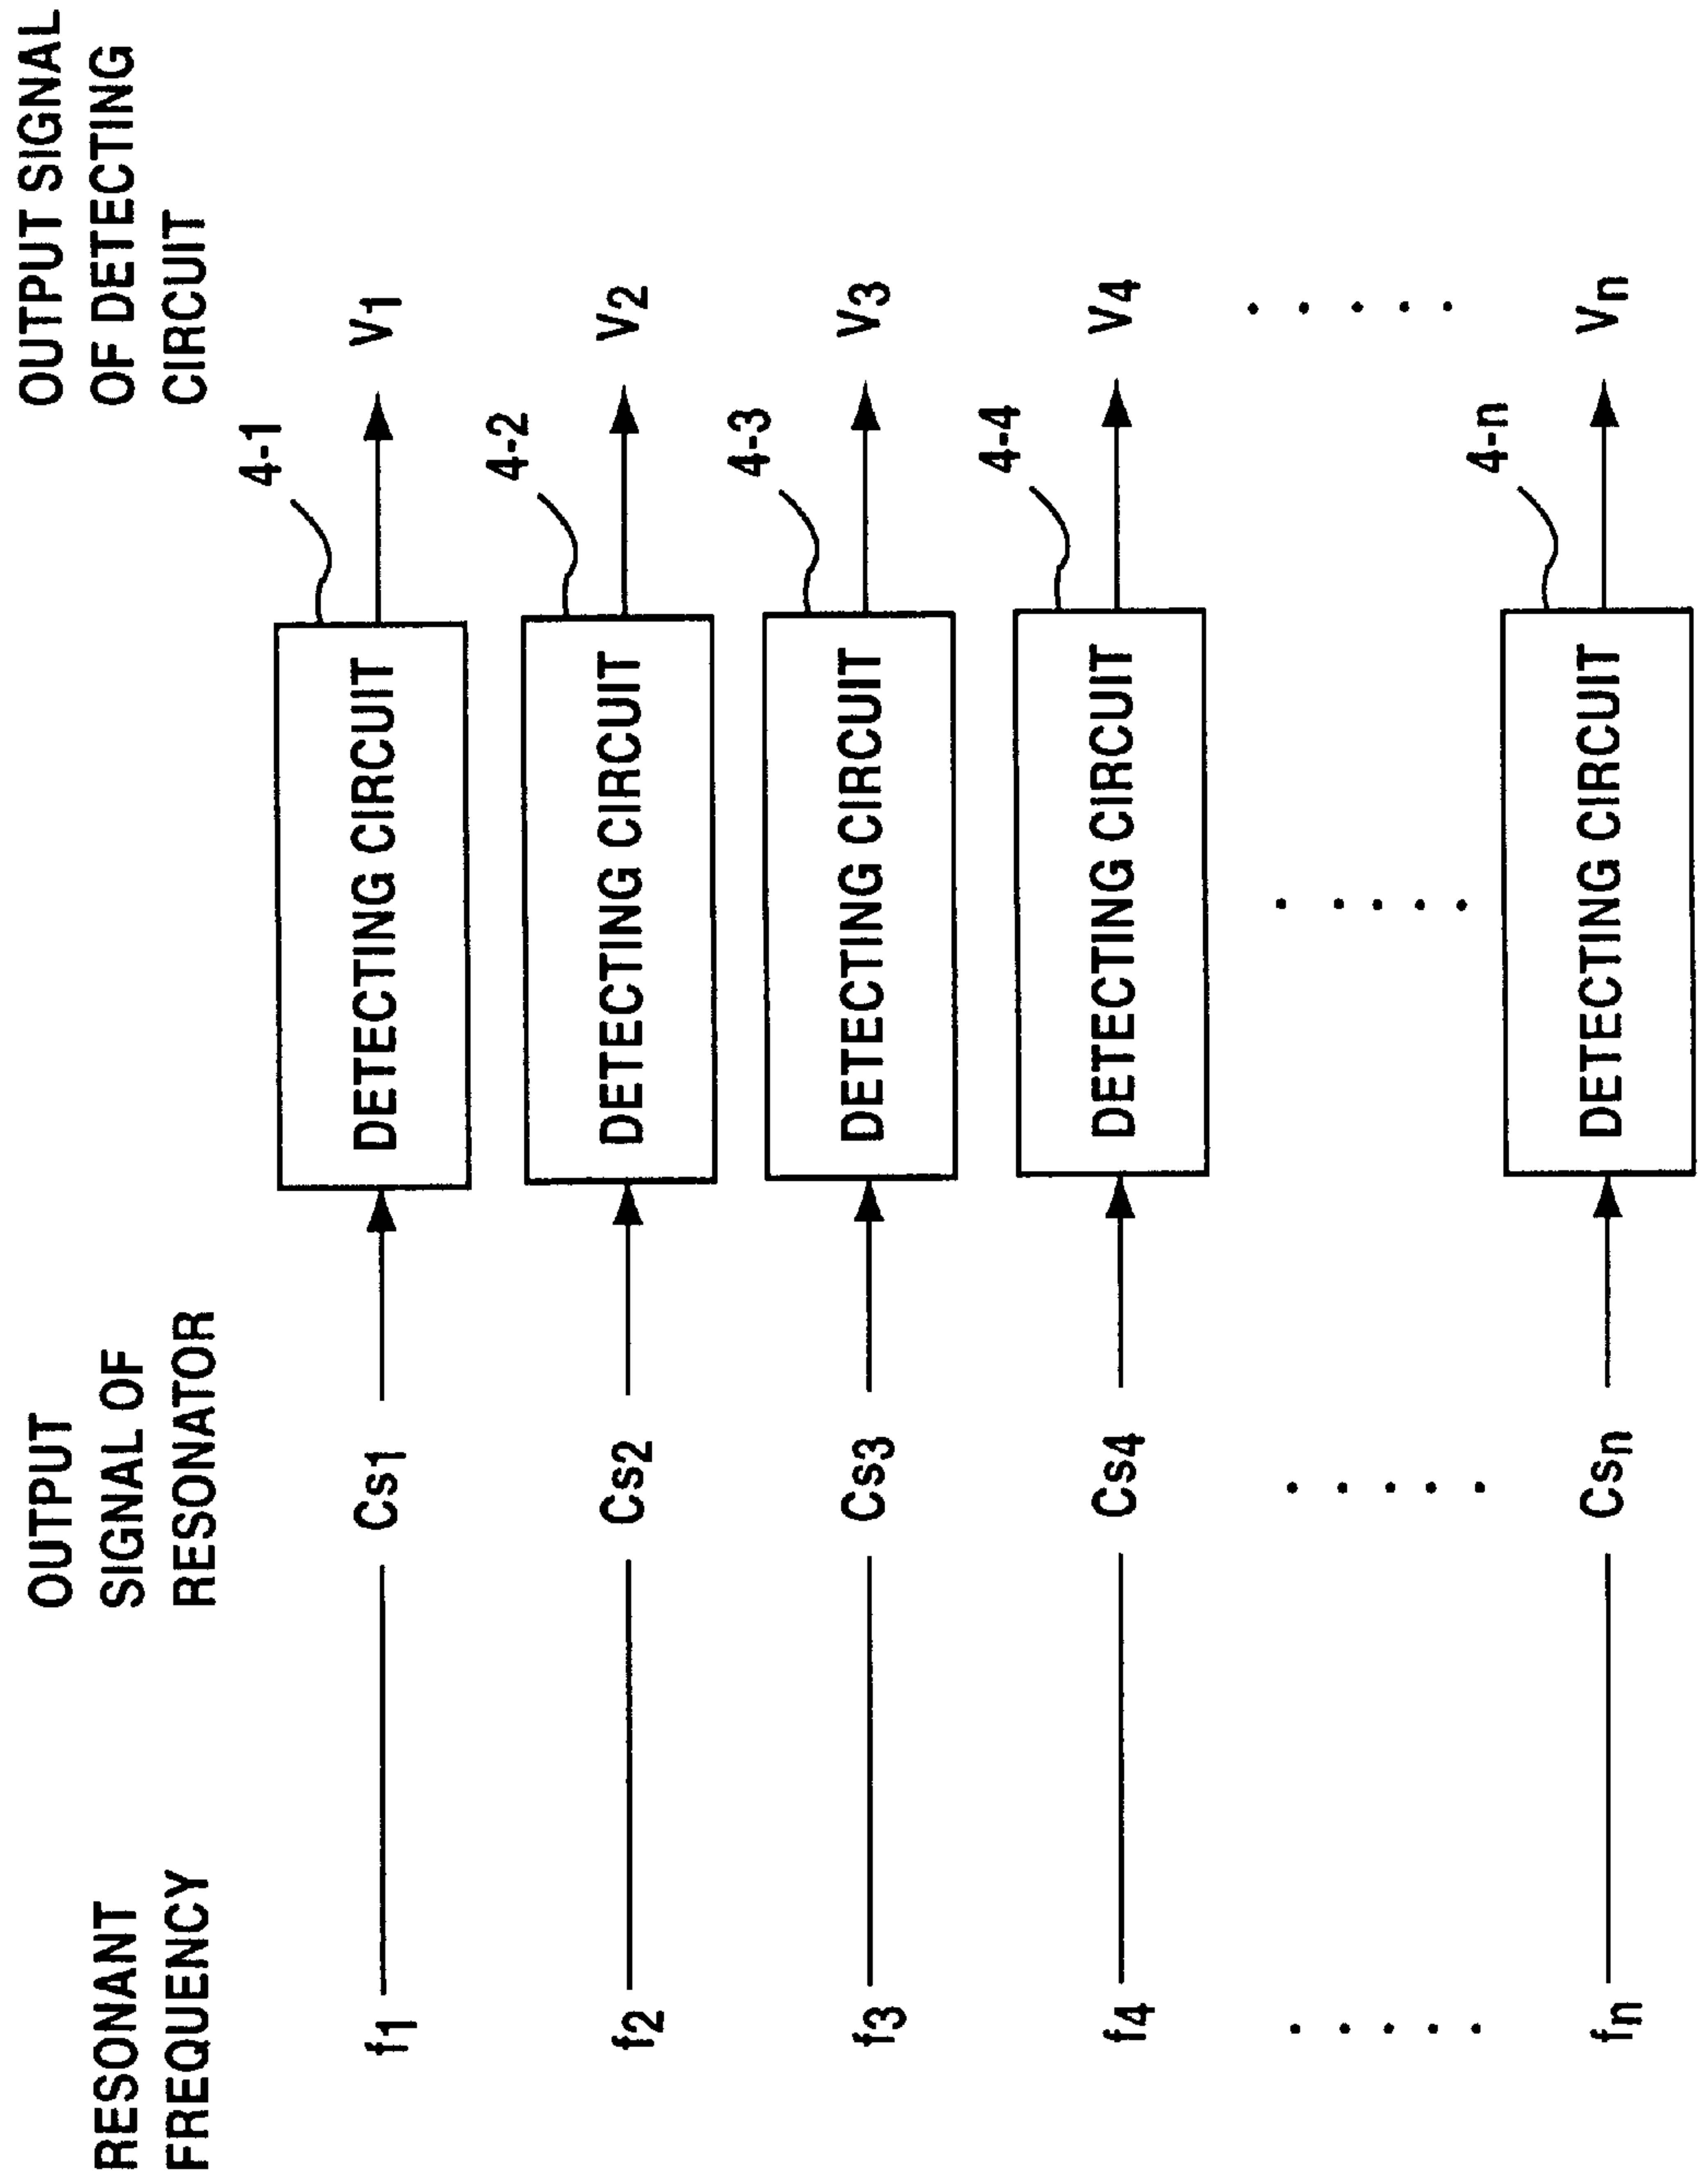 RESONANT
FREQUENCY
OUTPUT
SIGNAL OF
RESONATOR
OUTPUT SIGNAL
OF DETECTING
CIRCUIT
f1
Cs1
DETECTING CIRCUIT
4-1
V1
f2
Cs2
DETECTING CIRCUIT
4-2
V2
f3
Cs3
DETECTING CIRCUIT
4-3
V3
f4
Cs4
DETECTING CIRCUIT
4-4
V4
fn
Csn
DETECTING CIRCUIT
4-n
Vn